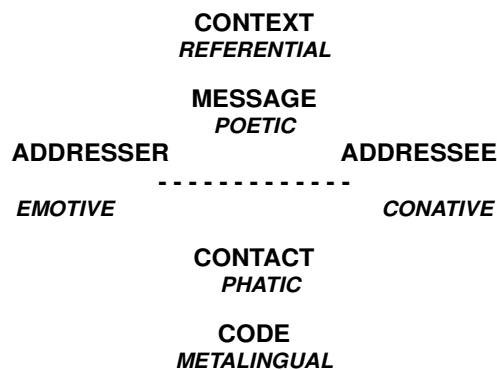 CONTEXT
REFERENTIAL
MESSAGE
POETIC
ADDRESSER ADDRESSEE
- - - - - - - - - - - - -
EMOTIVE CONATIVE
CONTACT
PHATIC
CODE
METALINGUAL